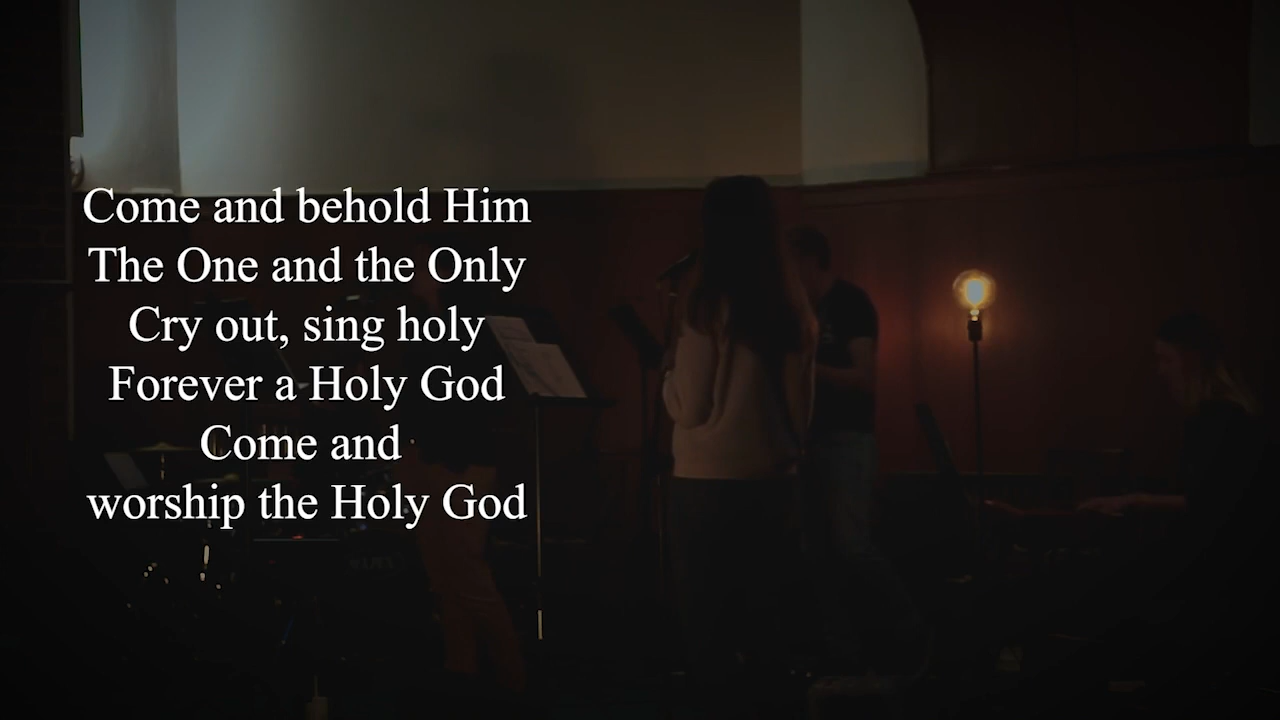 Come and behold Him
The One and the Only
Cry out, sing holy
Forever a Holy God
Come and
worship the Holy God